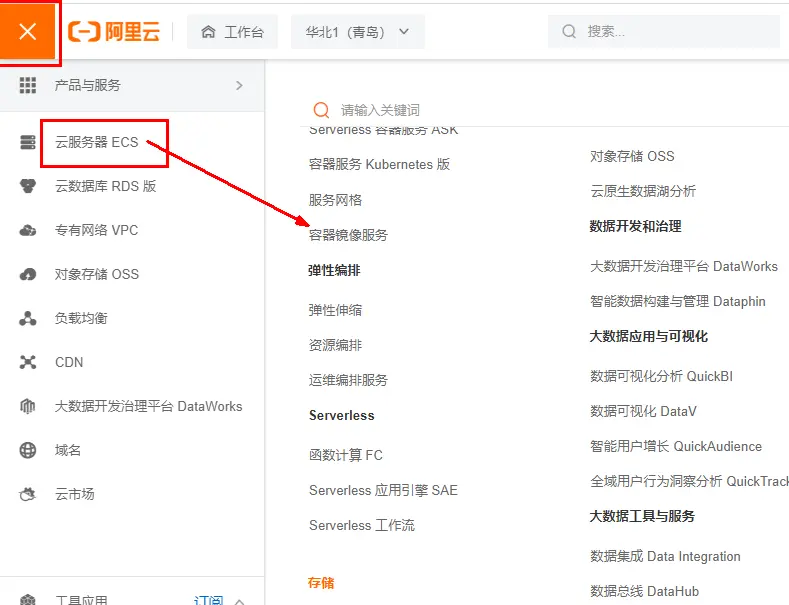 阿里云
工作台
华北1（青岛）
搜索...
产品与服务
云服务器 ECS
云数据库 RDS 版
专有网络 VPC
对象存储 OSS
负载均衡
CDN
大数据开发治理平台 DataWorks
域名
云市场
工具应用
订阅
请输入关键词
Serverless 容器服务 ASK
容器服务 Kubernetes 版
服务网格
容器镜像服务
弹性编排
弹性伸缩
资源编排
运维编排服务
Serverless
函数计算 FC
Serverless 应用引擎 SAE
Serverless 工作流
存储
对象存储 OSS
云原生数据湖分析
数据开发和治理
大数据开发治理平台 DataWorks
智能数据构建与管理 Dataphin
大数据应用与可视化
数据可视化分析 QuickBI
数据可视化 DataV
智能用户增长 QuickAudience
全域用户行为洞察分析 QuickTrack
大数据工具与服务
数据集成 Data Integration
数据总线 DataHub